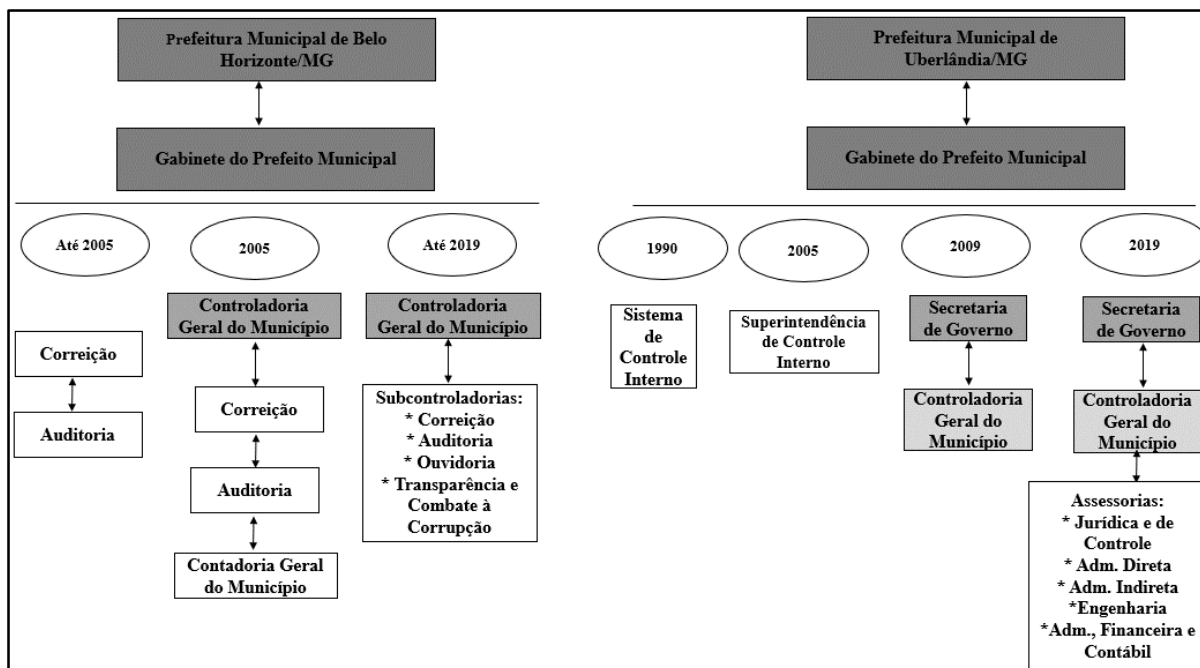 Prefeitura Municipal de Belo
Horizonte/MG
Gabinete do Prefeito Municipal
Até 2005
2005
Até 2019
Correição
Auditoria
Controladoria
Geral do Município
Correição
Auditoria
Contadoria Geral
do Município
Controladoria
Geral do Município
Subcontroladorias:
* Correição
* Auditoria
* Ouvidoria
* Transparência e
Combate à
Corrupção
Prefeitura Municipal de
Uberlândia/MG
Gabinete do Prefeito Municipal
1990
2005
2009
2019
Sistema
de
Controle
Interno
Superintendência
de Controle
Interno
Secretaria
de Governo
Controladoria
Geral do
Município
Secretaria
de Governo
Controladoria
Geral do
Município
Assessorias:
* Jurídica e de
Controle
* Adm. Direta
* Adm. Indireta
*Engenharia
*Adm., Financeira e
Contábil